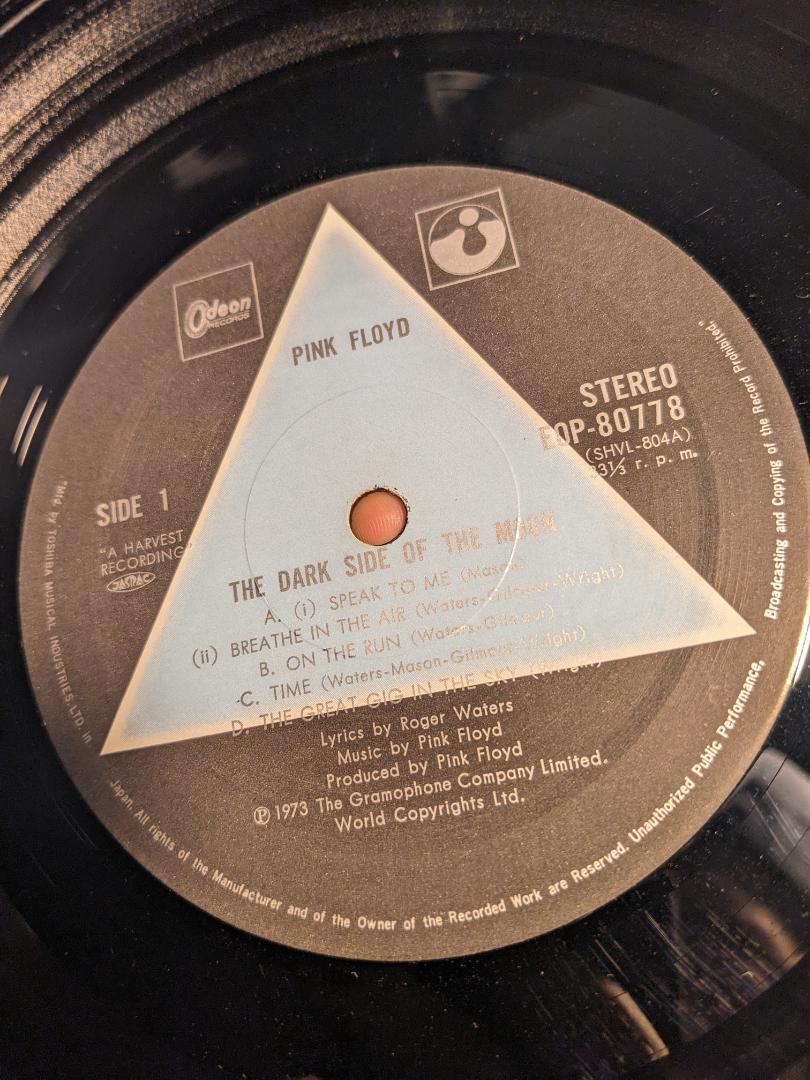 Odeon
RECORDS
PINK FLOYD
STEREO
EOP-80778
(SHVL-804A)
33⅓ r. p. m.
SIDE 1
"A HARVEST
RECORDING"
JASRAC
THE DARK SIDE OF THE MOON
A. (i) SPEAK TO ME (Mason)
(ii) BREATHE IN THE AIR (Waters-Gilmour-Wright)
B. ON THE RUN (Waters-Gilmour)
C. TIME (Waters-Mason-Gilmour-Wright)
D. THE GREAT GIG IN THE SKY (Wright)
Lyrics by Roger Waters
Music by Pink Floyd
Produced by Pink Floyd
Ⓟ 1973 The Gramophone Company Limited.
World Copyrights Ltd.
"Mfd. by TOSHIBA MUSICAL INDUSTRIES, LTD. in Japan. All rights of the Manufacturer and of the Owner of the Recorded Work are Reserved. Unauthorized Public Performance, Broadcasting and Copying of the Record Prohibited."